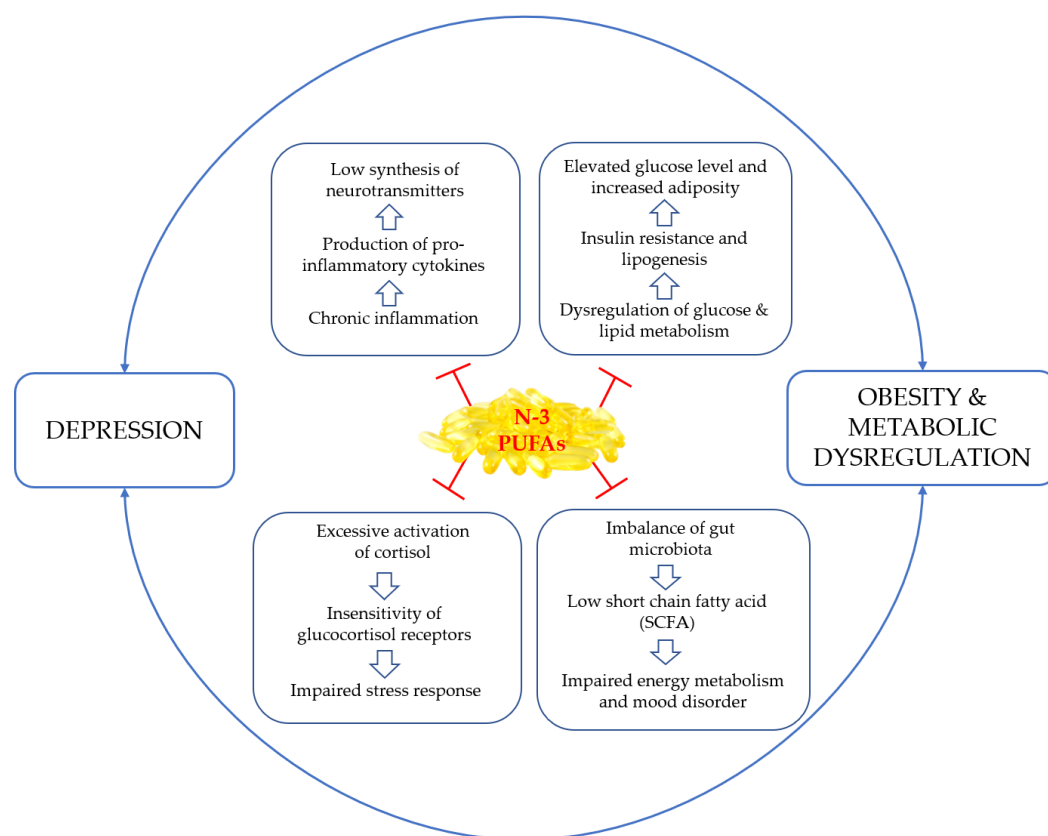 Low synthesis of
neurotransmitters
Production of pro-
inflammatory cytokines
Chronic inflammation
Elevated glucose level and
increased adiposity
Insulin resistance and
lipogenesis
Dysregulation of glucose &
lipid metabolism
DEPRESSION
N-3
PUFAs
OBESITY &
METABOLIC
DYSREGULATION
Excessive activation
of cortisol
Insensitivity of
glucocortisol receptors
Impaired stress response
Imbalance of gut
microbiota
Low short chain fatty acid
(SCFA)
Impaired energy metabolism
and mood disorder